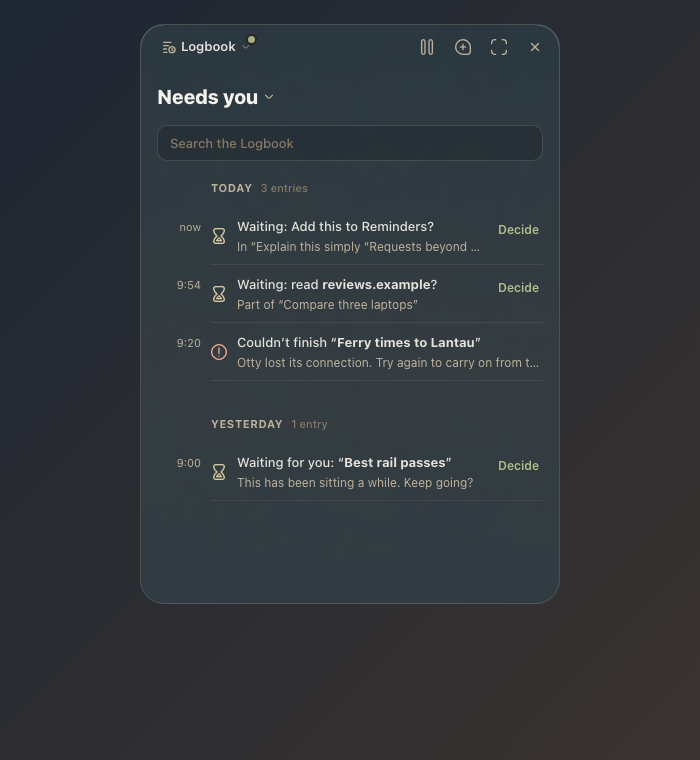 Logbook
Needs you
Search the Logbook
TODAY 3 entries
now Waiting: Add this to Reminders? Decide
In “Explain this simply “Requests beyond ...
9:54 Waiting: read reviews.example? Decide
Part of “Compare three laptops”
9:20 Couldn’t finish “Ferry times to Lantau”
Otty lost its connection. Try again to carry on from t...
YESTERDAY 1 entry
9:00 Waiting for you: “Best rail passes” Decide
This has been sitting a while. Keep going?